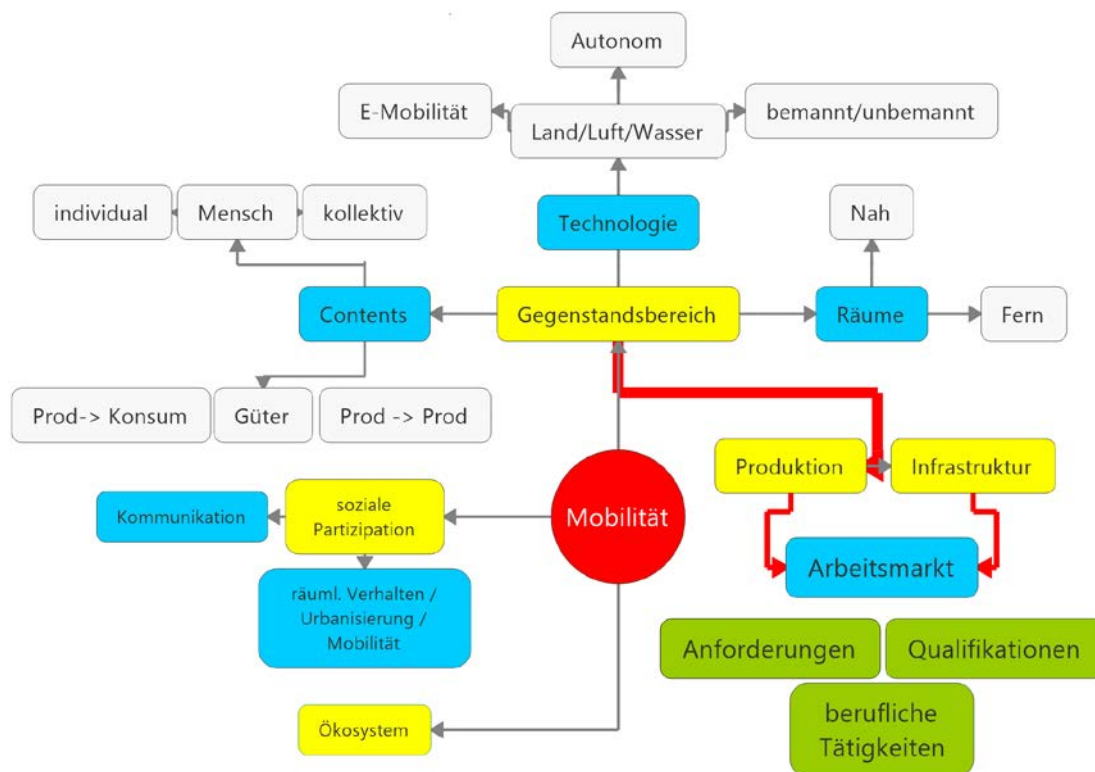 Autonom
E-Mobilität
Land/Luft/Wasser
bemannt/unbemannt
individual
Mensch
kollektiv
Technologie
Nah
Contents
Gegenstandsbereich
Räume
Fern
Prod-> Konsum
Güter
Prod -> Prod
Produktion
Infrastruktur
Kommunikation
soziale
Partizipation
Mobilität
Arbeitsmarkt
räuml. Verhalten /
Urbanisierung /
Mobilität
Anforderungen
Qualifikationen
Ökosystem
berufliche
Tätigkeiten